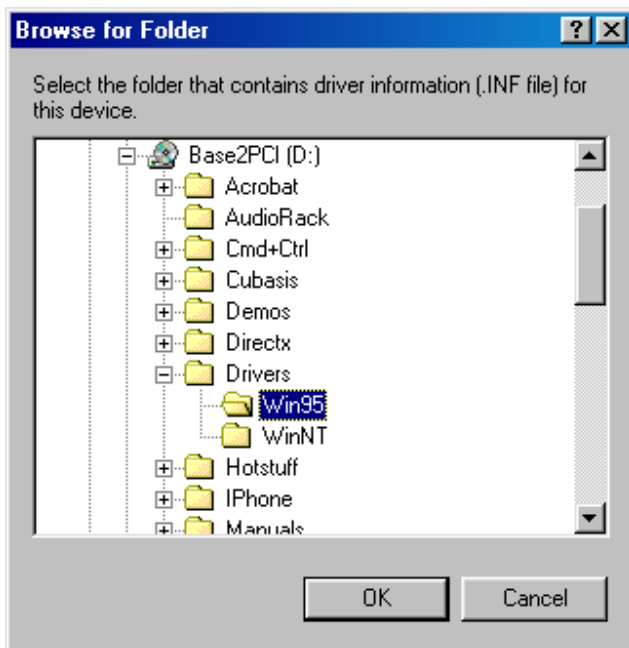 Browse for Folder
Select the folder that contains driver information (.INF file) for
this device.
Base2PCI (D:)
Acrobat
AudioRack
Cmd+Ctrl
Cubasis
Demos
Directx
Drivers
Win95
WinNT
Hotstuff
IPhone
Manuals
OK Cancel